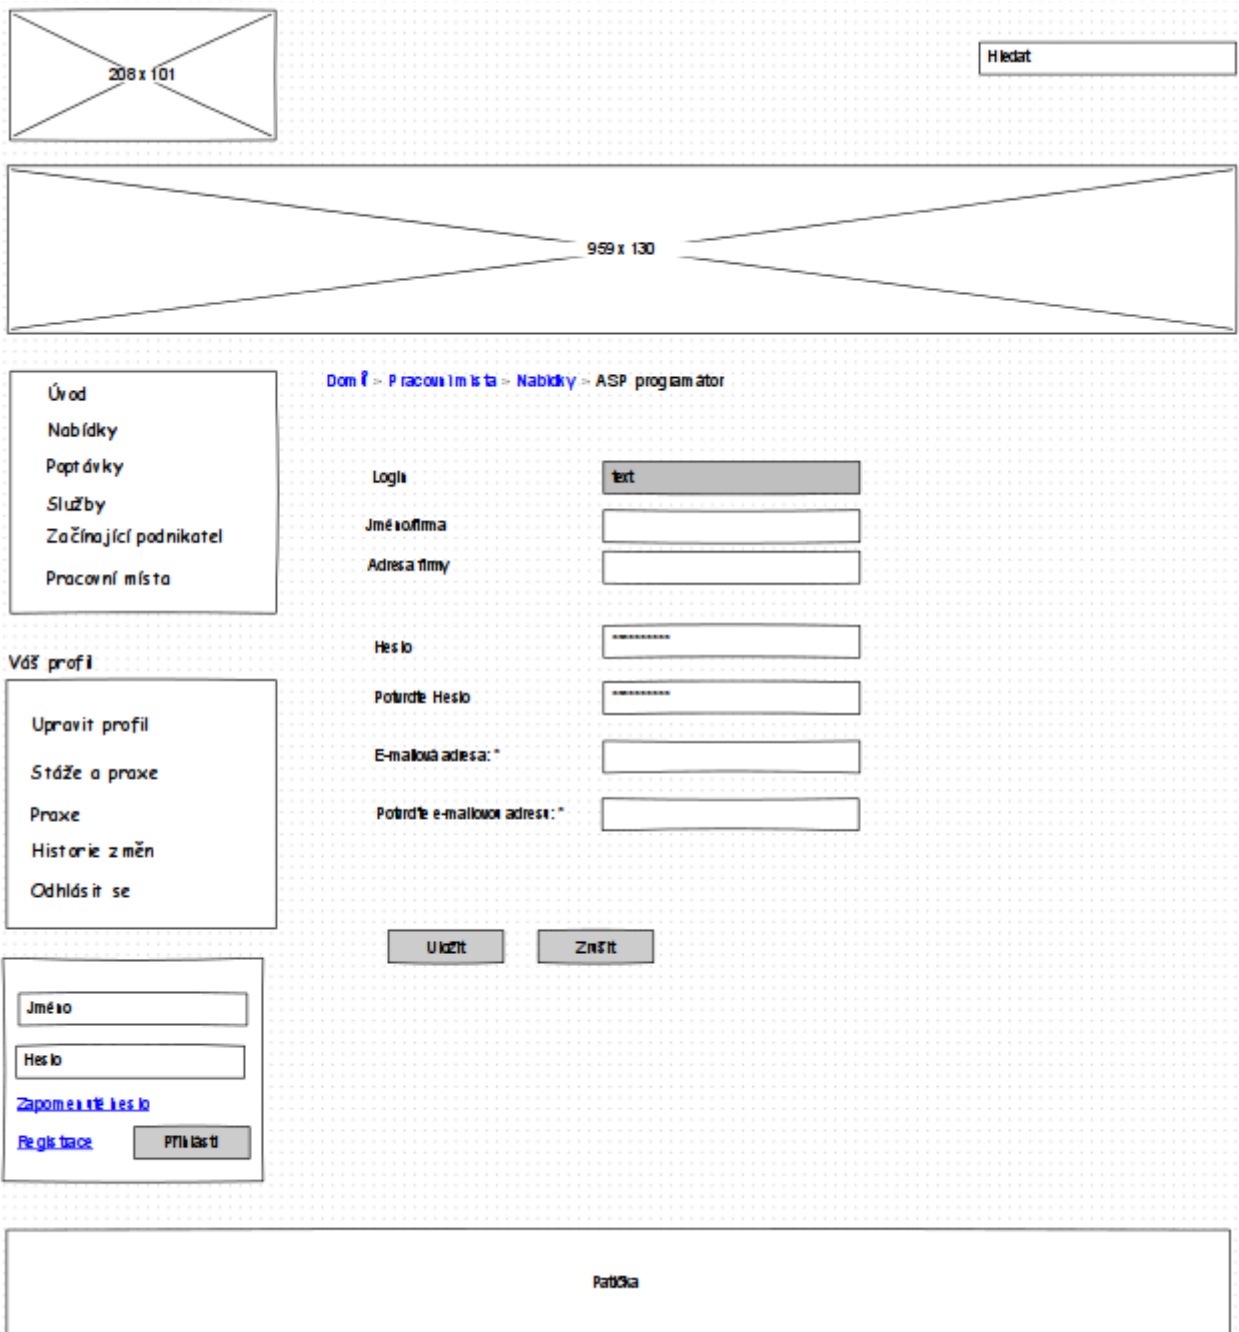 208 x 101
Hledat
959 x 130
Domů > Pracovní místa > Nabídky > ASP programátor
Úvod
Nabídky
Poptávky
Služby
Začínající podnikatel
Pracovní místa
Login
text
Jméno/firma
Adresa firmy
Heslo
**********
Potvrďte Heslo
**********
E-mailová adresa: *
Potvrďte e-mailovou adresu: *
Uložit
Zrušit
Váš profil
Upravit profil
Stáže a praxe
Praxe
Historie změn
Odhlásit se
Jméno
Heslo
Zapomenuté heslo
Registrace
Přihlásti
Patička